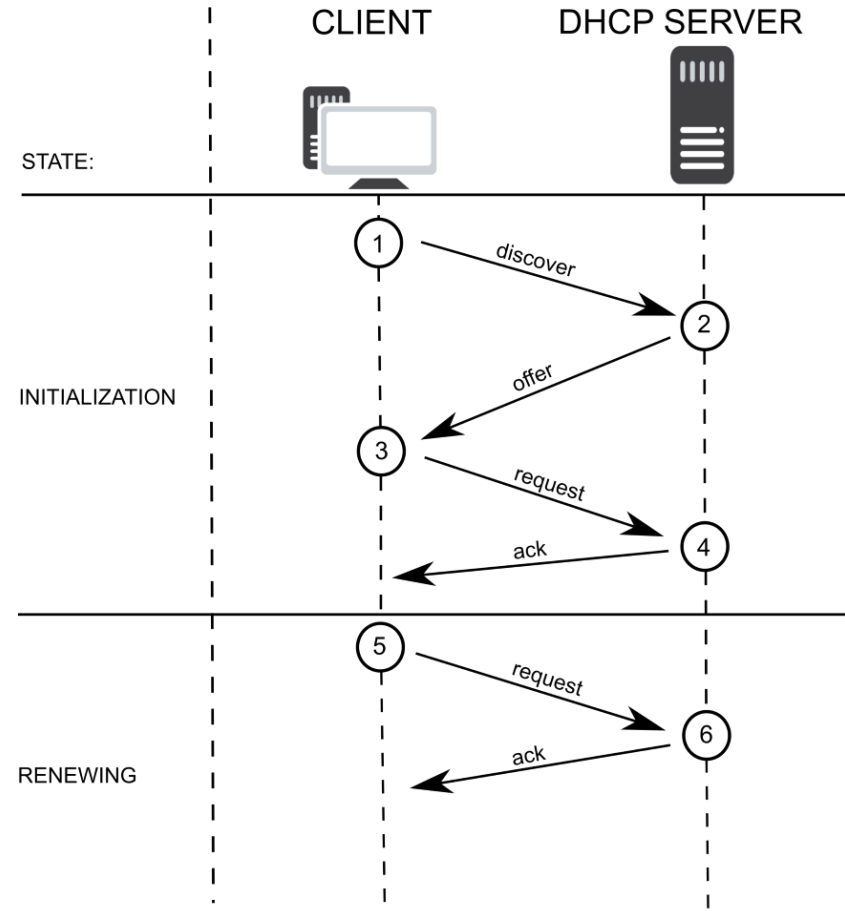 CLIENT
DHCP SERVER
STATE:
1
discover
2
offer
INITIALIZATION
3
request
4
ack
5
request
6
ack
RENEWING